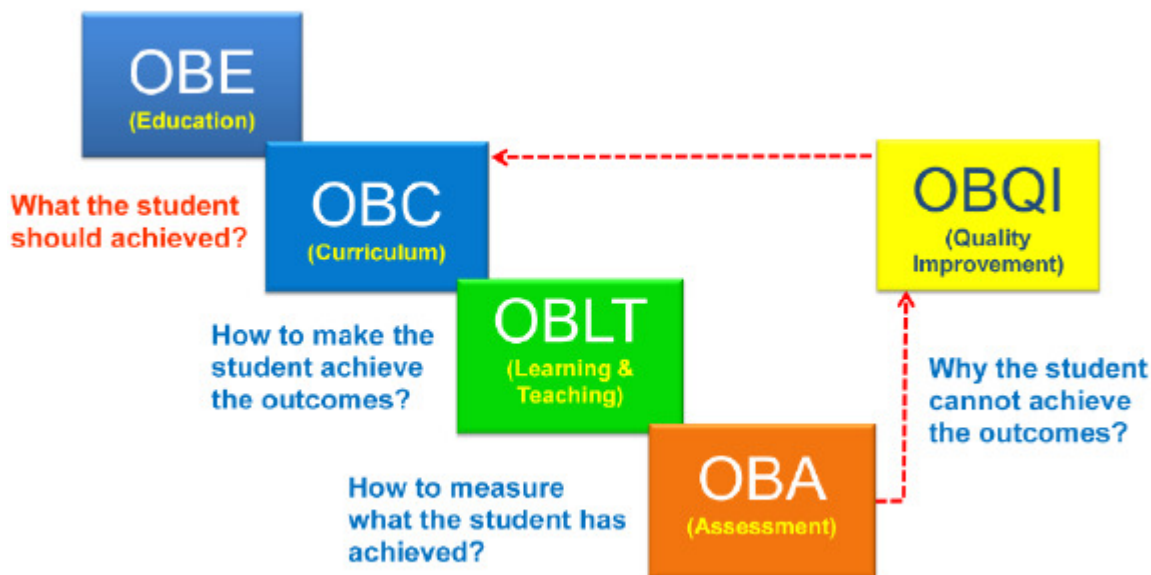 OBE
(Education)
What the student
should achieved?
OBC
(Curriculum)
OBQI
(Quality
Improvement)
How to make the
student achieve
the outcomes?
OBLT
(Learning &
Teaching)
Why the student
cannot achieve
the outcomes?
How to measure
what the student has
achieved?
OBA
(Assessment)